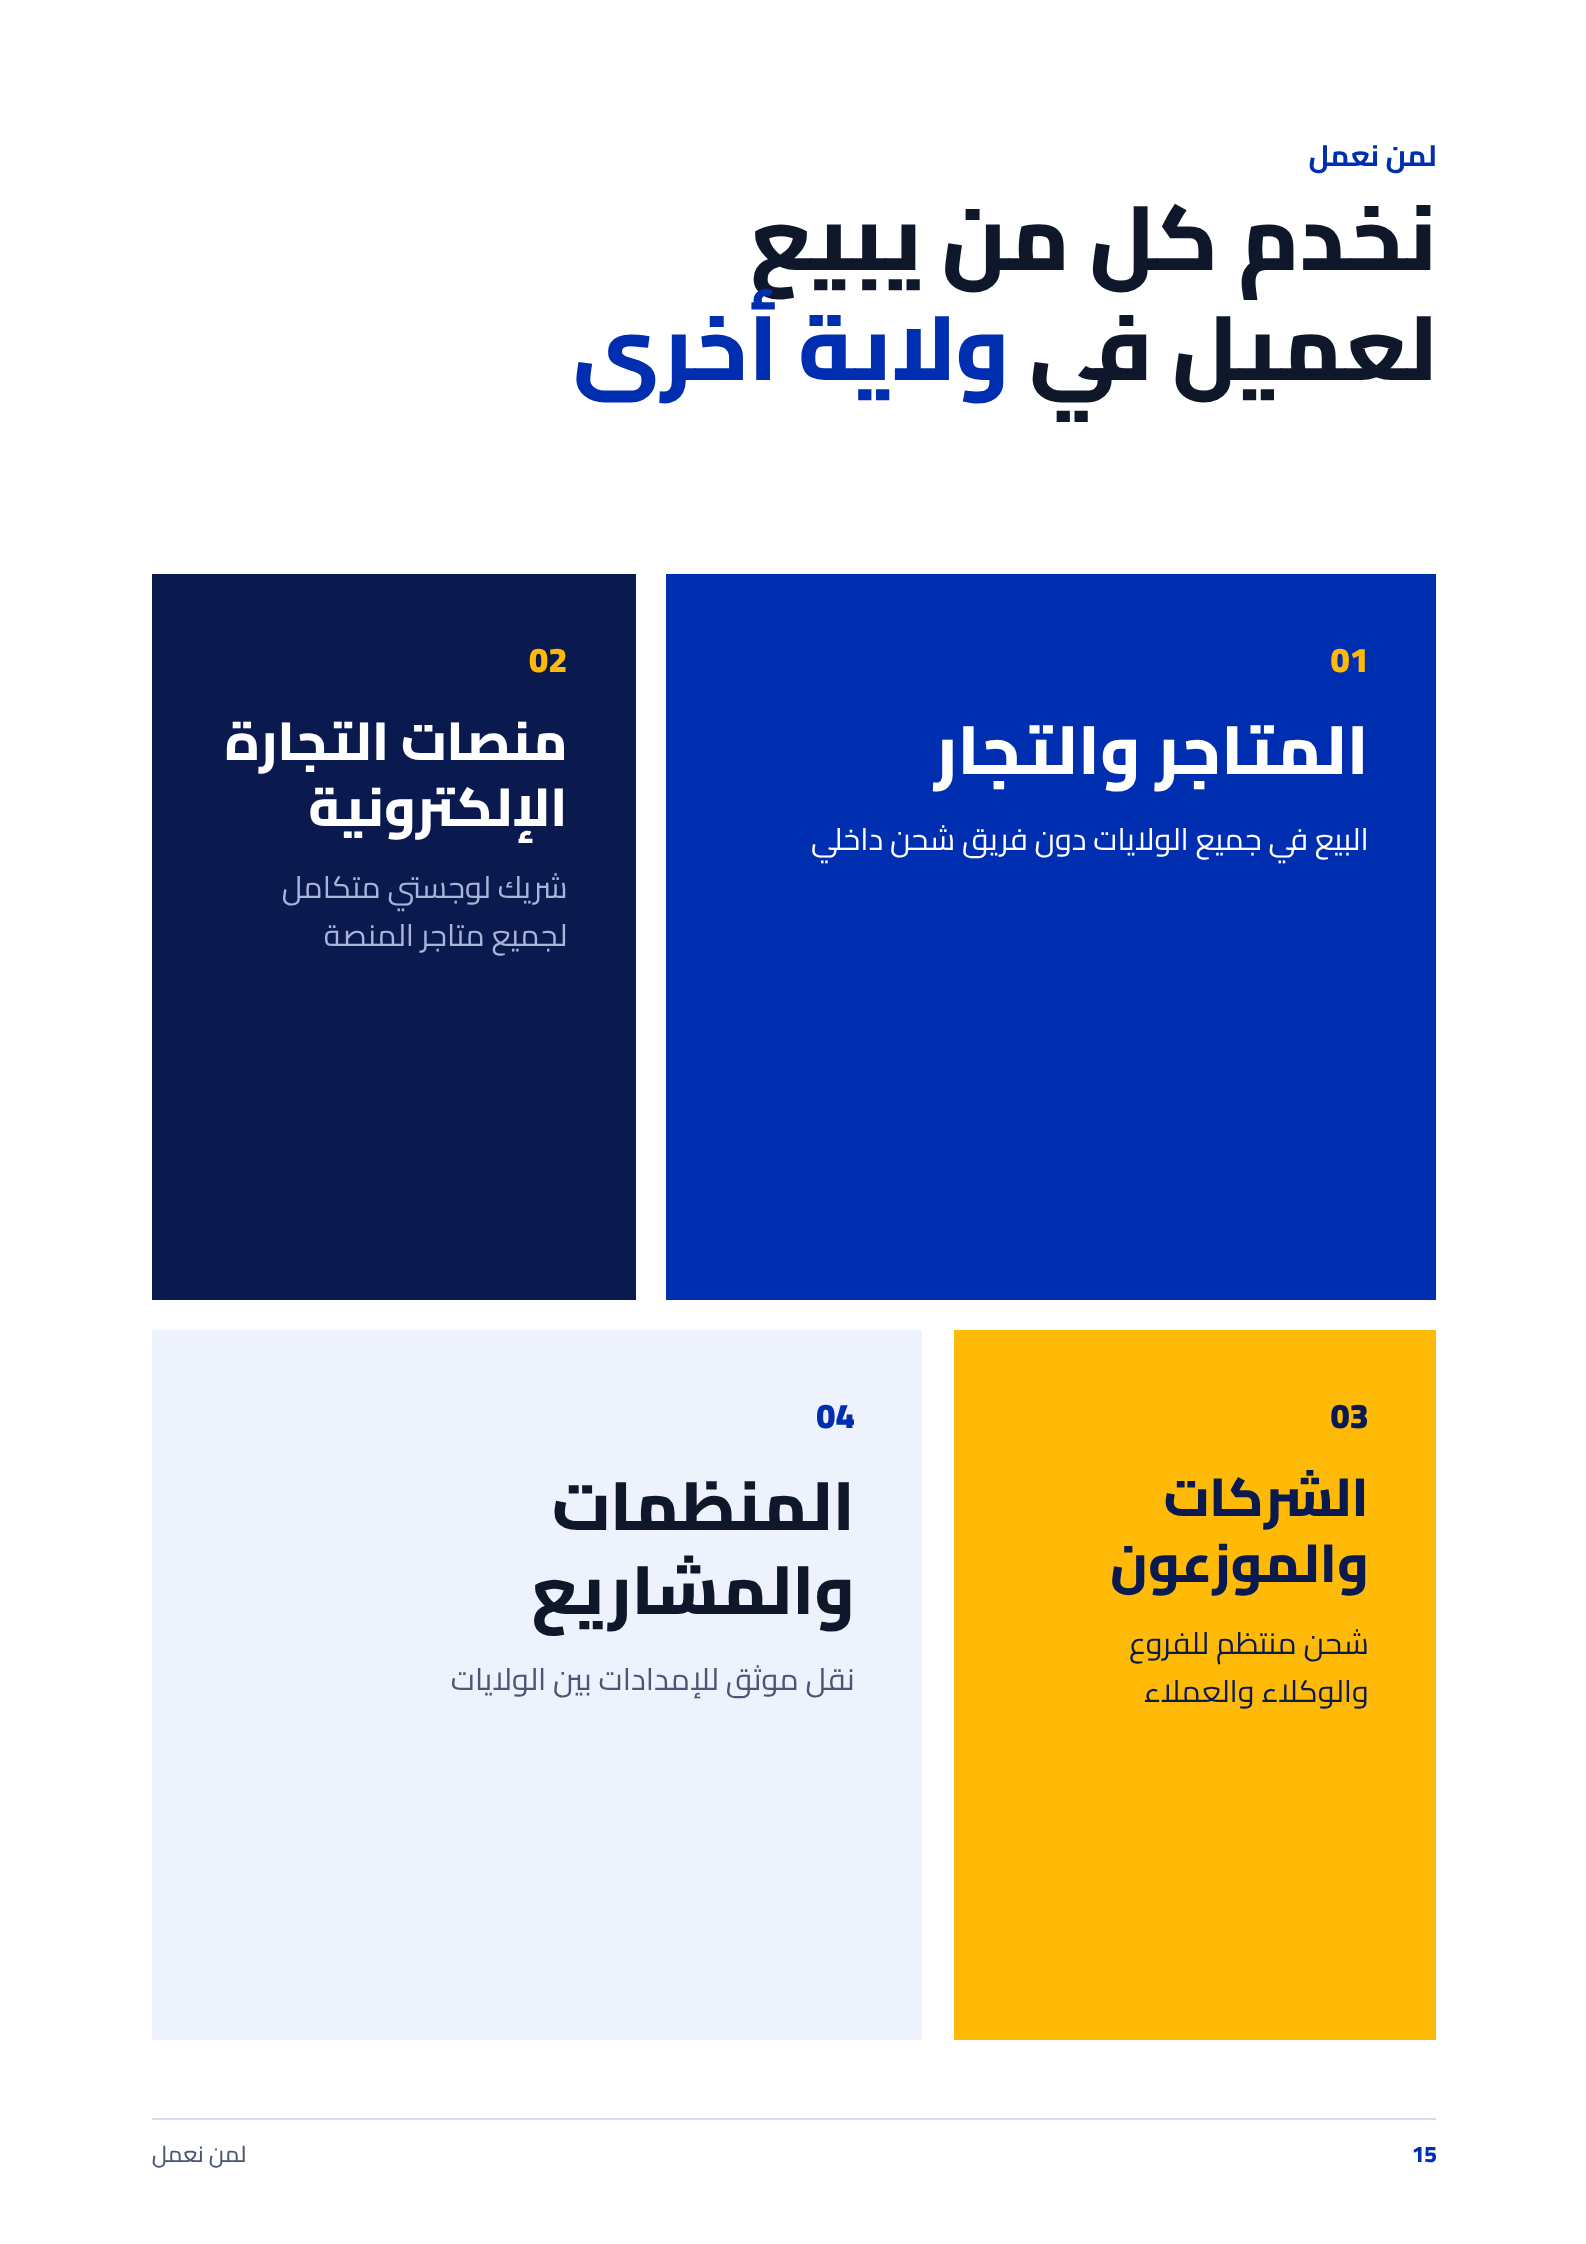 لمن نعمل
نخدم كل من يبيع
لعميل في ولاية أخرى
01
المتاجر والتجار
البيع في جميع الولايات دون فريق شحن داخلي
02
منصات التجارة
الإلكترونية
شريك لوجستي متكامل
لجميع متاجر المنصة
03
الشركات
والموزعون
شحن منتظم للفروع
والوكلاء والعملاء
04
المنظمات
والمشاريع
نقل موثق للإمدادات بين الولايات
15
لمن نعمل